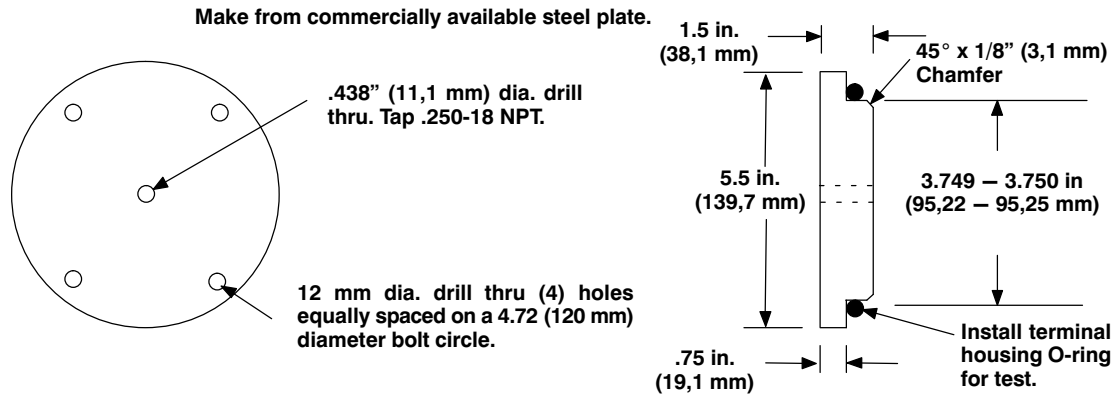 Make from commercially available steel plate.
.438" (11,1 mm) dia. drill
thru. Tap .250-18 NPT.
12 mm dia. drill thru (4) holes
equally spaced on a 4.72 (120 mm)
diameter bolt circle.
1.5 in.
(38,1 mm)
45° x 1/8" (3,1 mm)
Chamfer
5.5 in.
(139,7 mm)
3.749 – 3.750 in
(95,22 – 95,25 mm)
.75 in.
(19,1 mm)
Install terminal
housing O-ring
for test.